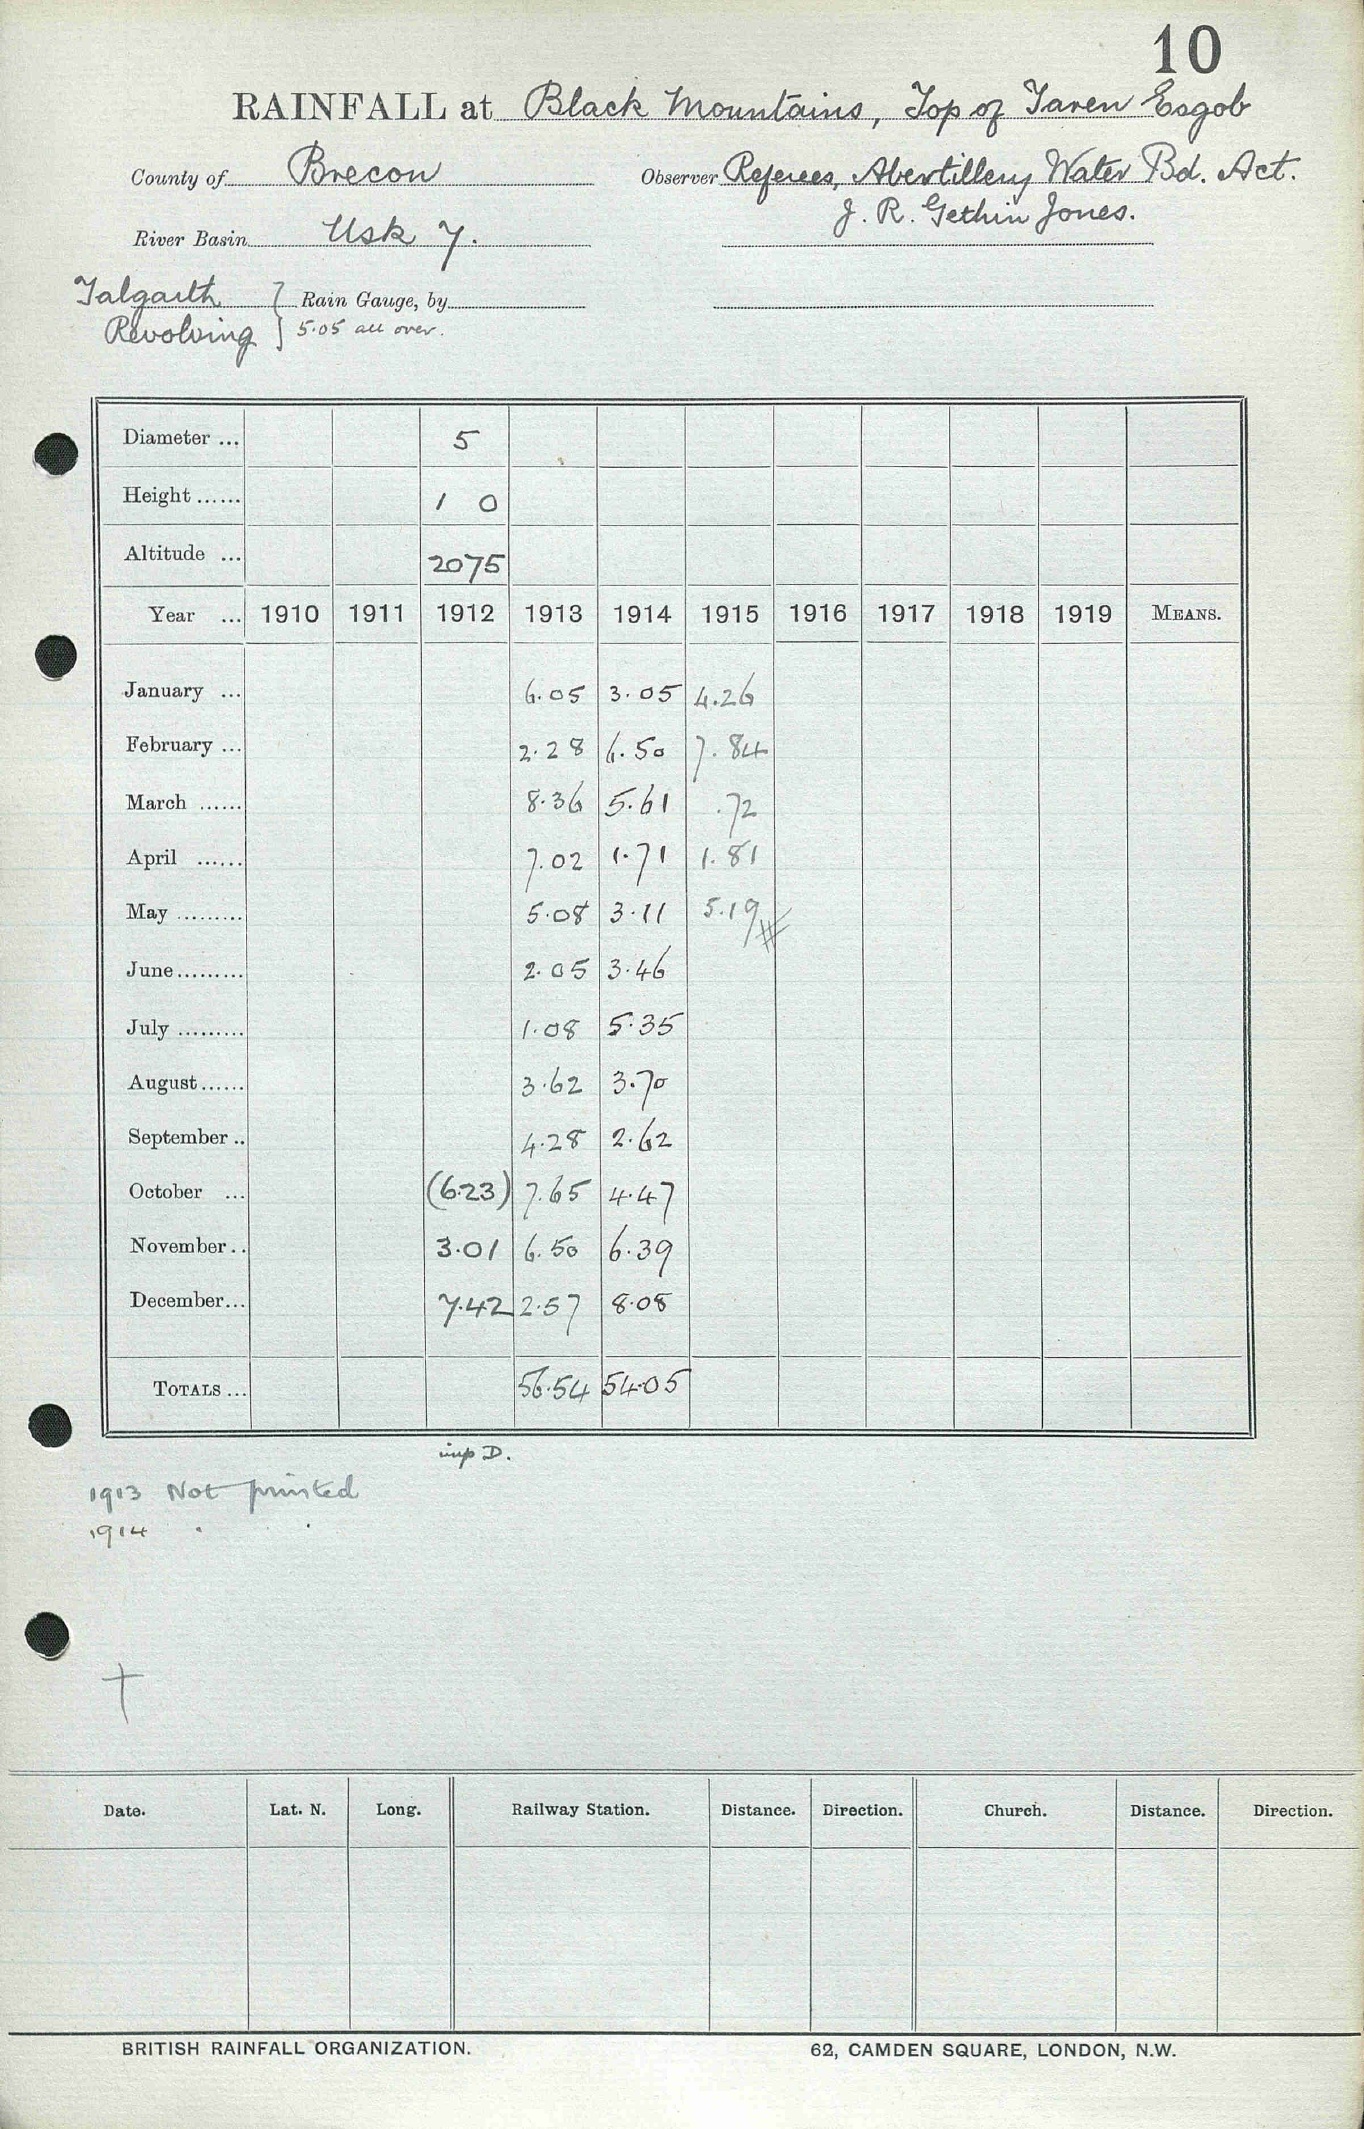 10
RAINFALL at Black Mountains, Top of Taren Esgob
County of Brecon Observer Referees, Abertillery Water Bd. Act.
J. R. Gethin Jones.
River Basin Usk 7.
Talgarth } Rain Gauge, by
Revolving } 5.05 all over.
Diameter ... 5
Height ...... 1 0
Altitude ... 2075
Year ... 1910 1911 1912 1913 1914 1915 1916 1917 1918 1919 MEANS.
January ... 6.05 3.05 4.26
February ... 2.28 6.50 7.84
March ...... 8.36 5.61 .72
April ...... 7.02 1.71 1.81
May ......... 5.08 3.11 5.19
June......... 2.05 3.46
July ......... 1.08 5.35
August...... 3.62 3.70
September .. 4.28 2.62
October ... (6.23) 7.65 4.47
November.. 3.01 6.50 6.39
December... 7.42 2.57 8.08
TOTALS ... 56.54 54.05
inp D.
1913 Not printed
1914 " "
Date. Lat. N. Long. Railway Station. Distance. Direction. Church. Distance. Direction.
BRITISH RAINFALL ORGANIZATION. 62, CAMDEN SQUARE, LONDON, N.W.